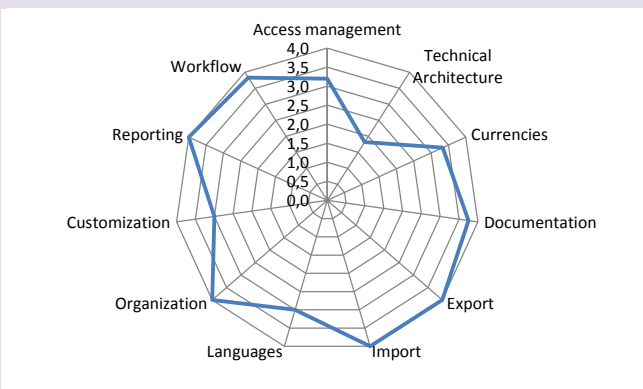 Access management
4,0
3,5
3,0
2,5
2,0
1,5
1,0
0,5
0,0
Technical
Architecture
Currencies
Documentation
Export
Import
Languages
Organization
Customization
Reporting
Workflow